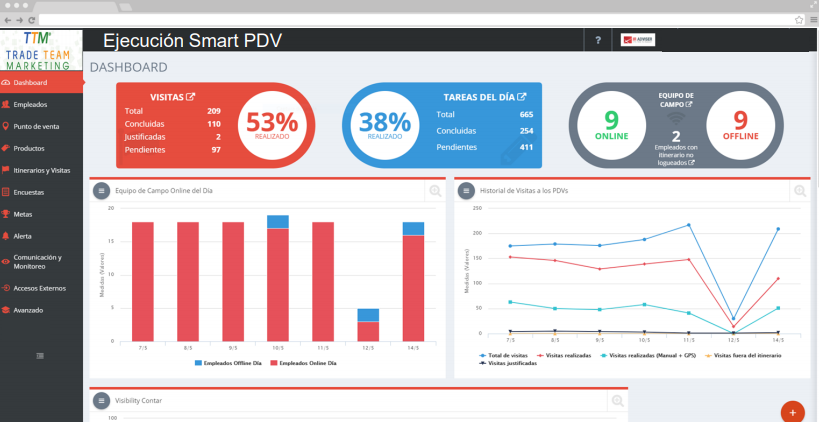 TTM
TRADE TEAM
MARKETING
Ejecución Smart PDV
?
Dashboard
Empleados
Punto de venta
Productos
Itinerarios y Visitas
Encuestas
Metas
Alerta
Comunicación y
Monitoreo
Accesos Externos
Avanzado
DASHBOARD
VISITAS
Total 209
Concluidas 110
Justificadas 2
Pendientes 97
53%
REALIZADO
38%
REALIZADO
TAREAS DEL DÍA
Total 665
Concluidas 254
Pendientes 411
9
ONLINE
EQUIPO DE
CAMPO
2
Empleados con
itinerario no
logueados
9
OFFLINE
Equipo de Campo Online del Dia
Medidas (Valores)
20
15
10
5
0
7/5 8/5 9/5 10/5 11/5 12/5 14/5
Empleados Offline Día Empleados Online Día
Historial de Visitas a los PDVs
Medidas (Valores)
250
200
150
100
50
0
7/5 8/5 9/5 10/5 11/5 12/5 14/5
Total de visitas Visitas realizadas Visitas realizadas (Manual + GPS) Visitas fuera del itinerario
Visitas justificadas
Visibility Contar
100
+